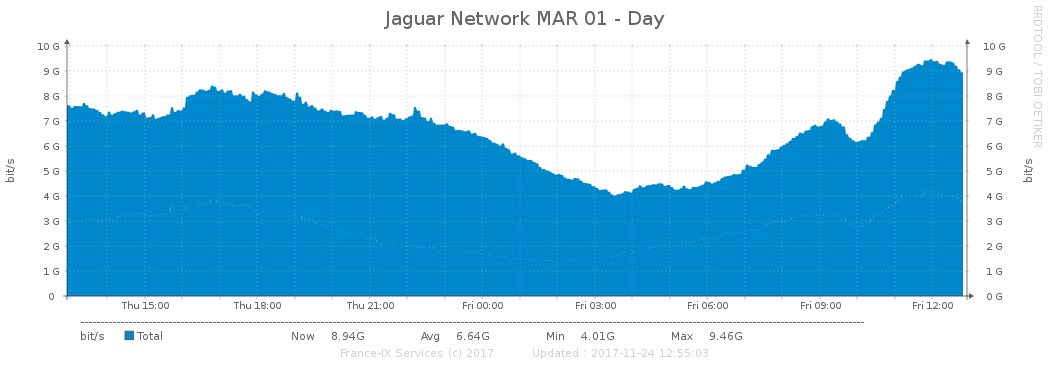 Jaguar Network MAR 01 - Day
RRDTOOL / TOBI OETIKER
bit/s
bit/s
10 G 10 G
9 G 9 G
8 G 8 G
7 G 7 G
6 G 6 G
5 G 5 G
4 G 4 G
3 G 3 G
2 G 2 G
1 G 1 G
0 0 G
Thu 15:00 Thu 18:00 Thu 21:00 Fri 00:00 Fri 03:00 Fri 06:00 Fri 09:00 Fri 12:00
bit/s Total Now 8.94G Avg 6.64G Min 4.01G Max 9.46G
France-IX Services (c) 2017 Updated : 2017-11-24 12:55:03